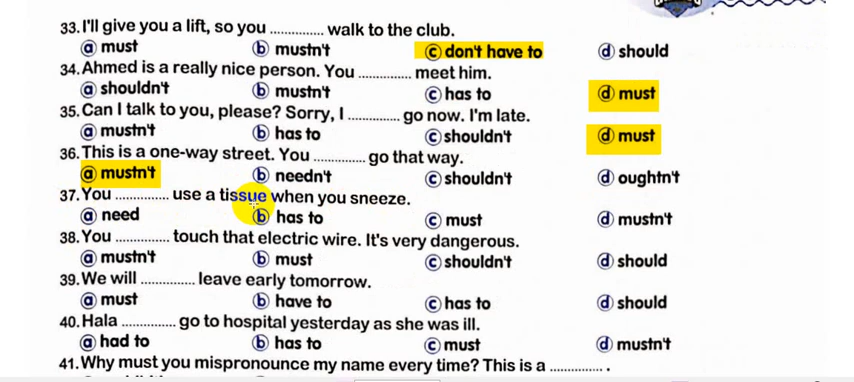 33. I'll give you a lift, so you .............. walk to the club.
ⓐ must ⓑ mustn't ⓒ don't have to ⓓ should
34. Ahmed is a really nice person. You .............. meet him.
ⓐ shouldn't ⓑ mustn't ⓒ has to ⓓ must
35. Can I talk to you, please? Sorry, I .............. go now. I'm late.
ⓐ mustn't ⓑ has to ⓒ shouldn't ⓓ must
36. This is a one-way street. You .............. go that way.
ⓐ mustn't ⓑ needn't ⓒ shouldn't ⓓ oughtn't
37. You .............. use a tissue when you sneeze.
ⓐ need ⓑ has to ⓒ must ⓓ mustn't
38. You .............. touch that electric wire. It's very dangerous.
ⓐ mustn't ⓑ must ⓒ shouldn't ⓓ should
39. We will .............. leave early tomorrow.
ⓐ must ⓑ have to ⓒ has to ⓓ should
40. Hala .............. go to hospital yesterday as she was ill.
ⓐ had to ⓑ has to ⓒ must ⓓ mustn't
41. Why must you mispronounce my name every time? This is a .............. .